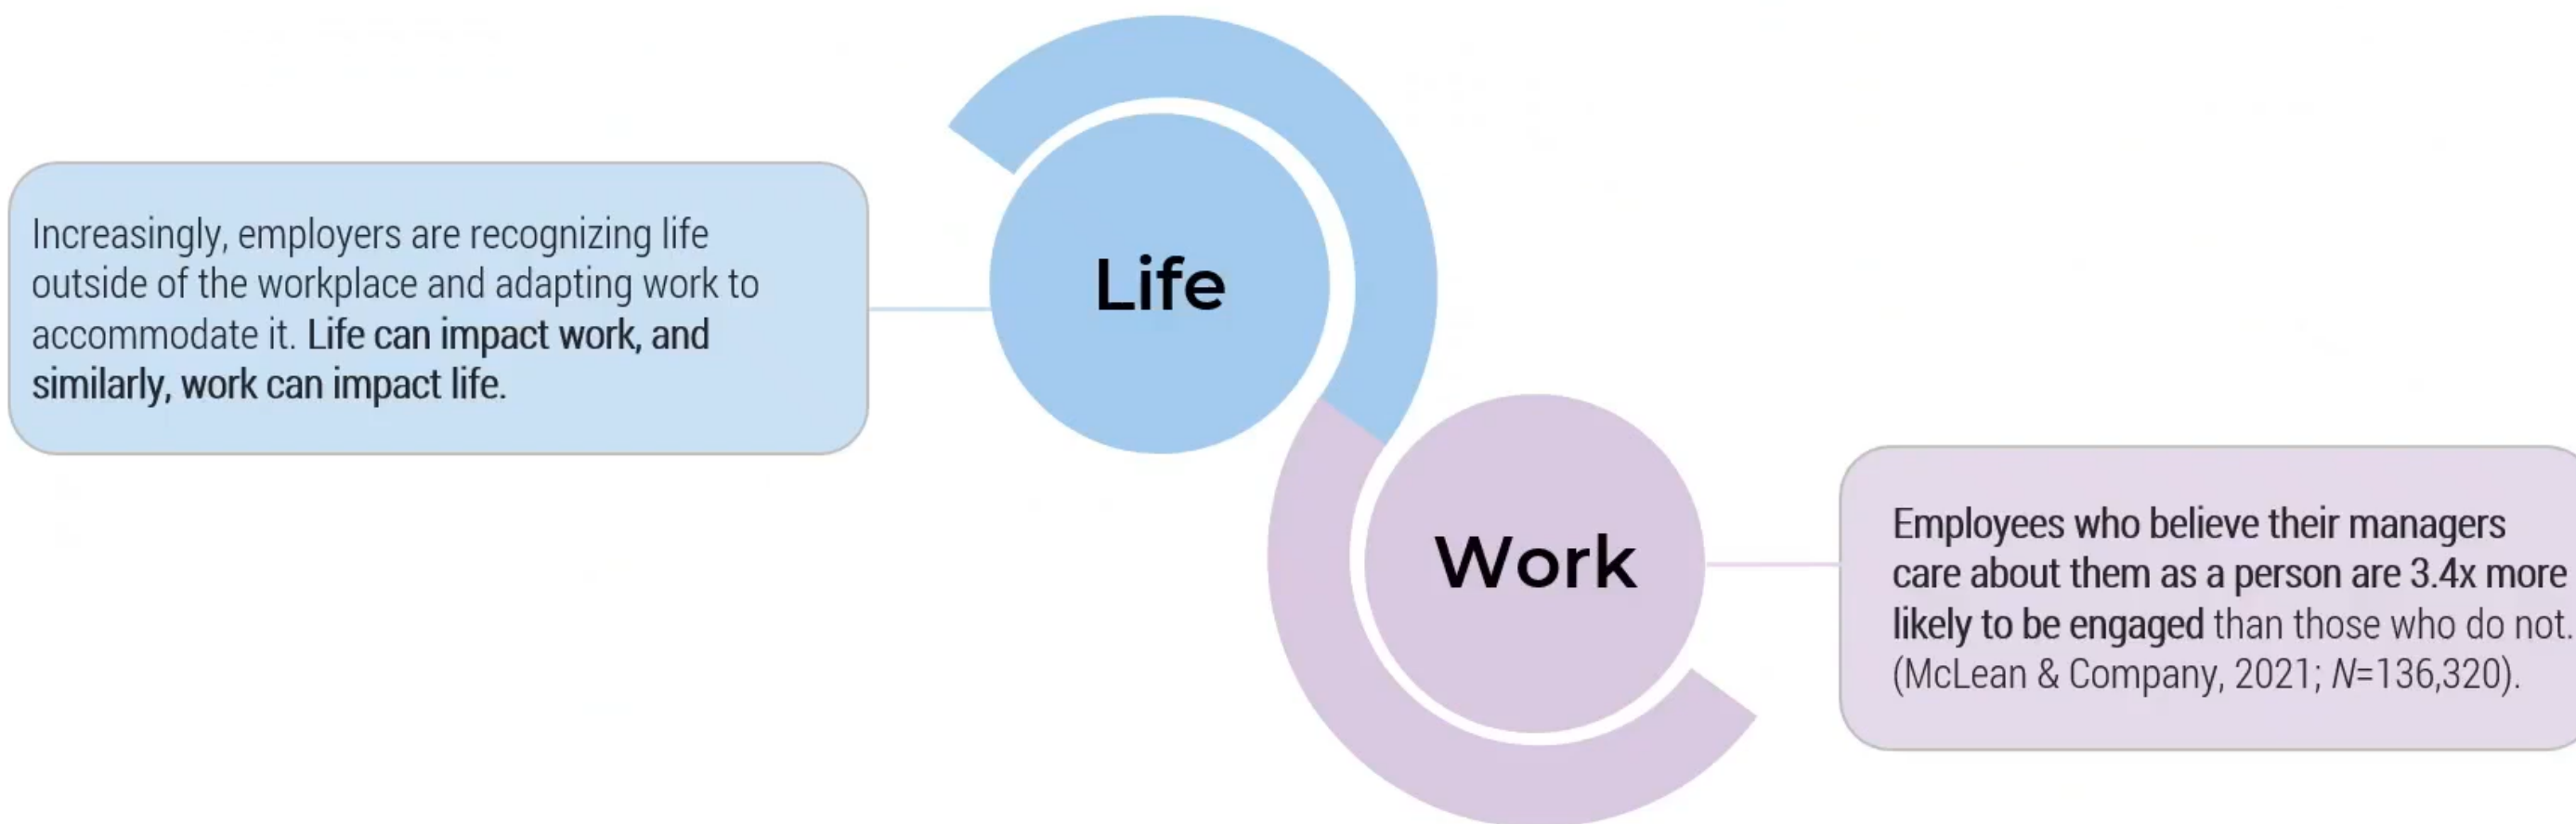 Increasingly, employers are recognizing life
outside of the workplace and adapting work to
accommodate it. Life can impact work, and
similarly, work can impact life.
Life
Work
Employees who believe their managers
care about them as a person are 3.4x more
likely to be engaged than those who do not.
(McLean & Company, 2021; N=136,320).